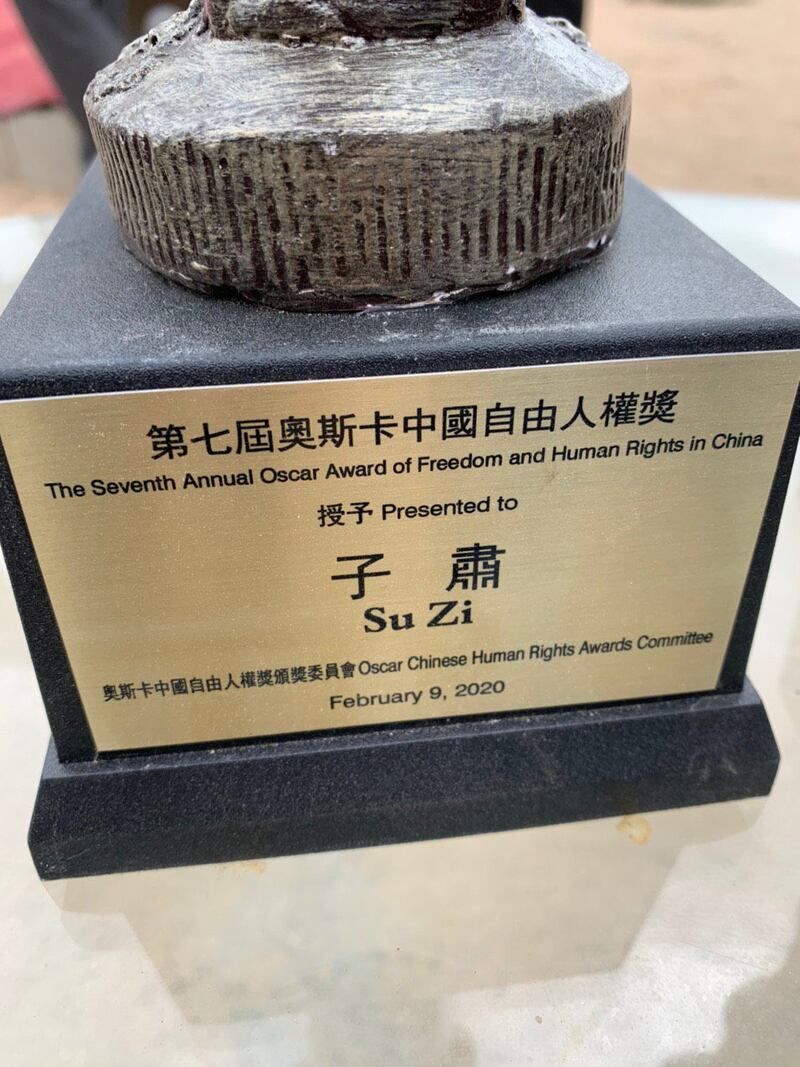 第七屆奧斯卡中國自由人權獎
The Seventh Annual Oscar Award of Freedom and Human Rights in China
授予 Presented to
子 肅
Su Zi
奧斯卡中國自由人權獎頒獎委員會 Oscar Chinese Human Rights Awards Committee
February 9, 2020